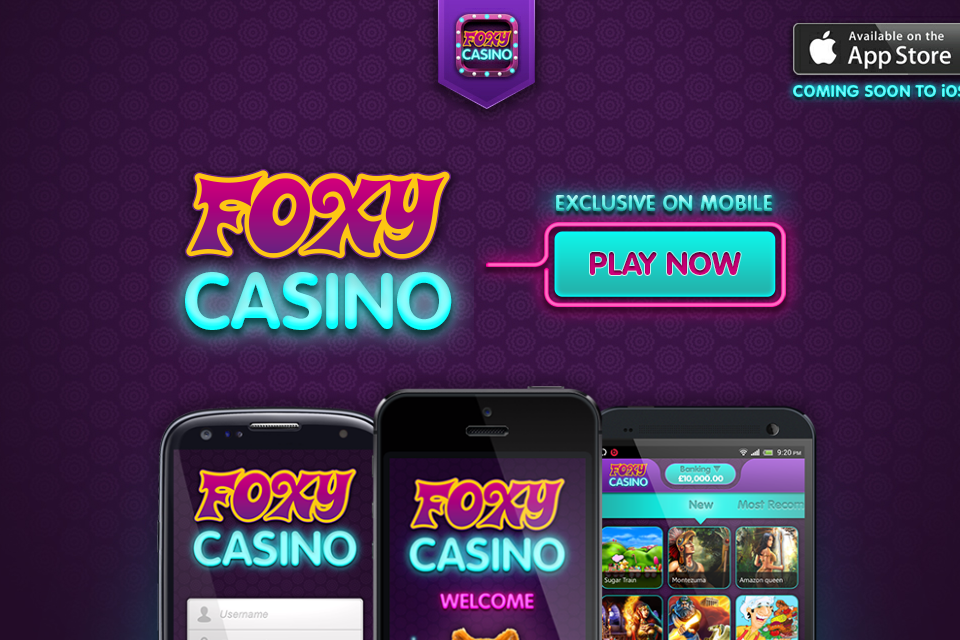 FOXY
CASINO
Available on the
App Store
COMING SOON TO iOS
FOXY
CASINO
EXCLUSIVE ON MOBILE
PLAY NOW
FOXY
CASINO
Username
FOXY
CASINO
WELCOME
9:20 PM
FOXY
CASINO
Banking
£10,000.00
New
Most Recom
Sugar Train
Montezuma
Amazon queen